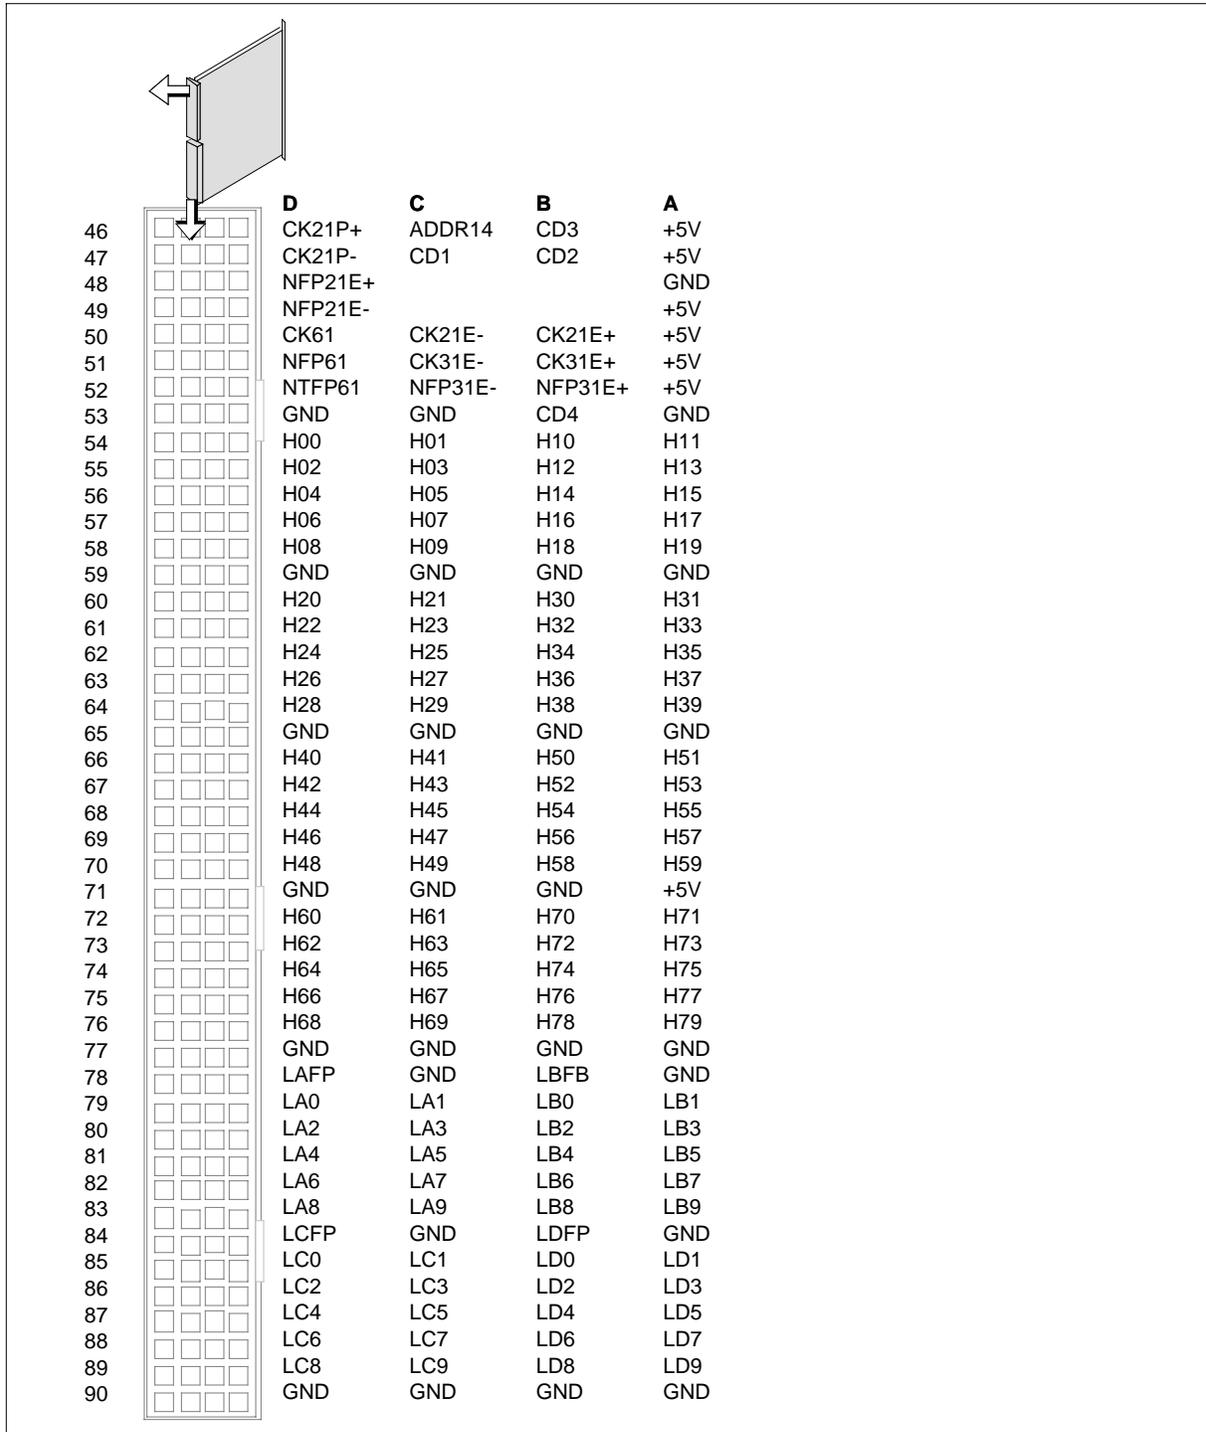 D C B A
46 CK21P+ ADDR14 CD3 +5V
47 CK21P- CD1 CD2 +5V
48 NFP21E+ GND
49 NFP21E- +5V
50 CK61 CK21E- CK21E+ +5V
51 NFP61 CK31E- CK31E+ +5V
52 NTFP61 NFP31E- NFP31E+ +5V
53 GND GND CD4 GND
54 H00 H01 H10 H11
55 H02 H03 H12 H13
56 H04 H05 H14 H15
57 H06 H07 H16 H17
58 H08 H09 H18 H19
59 GND GND GND GND
60 H20 H21 H30 H31
61 H22 H23 H32 H33
62 H24 H25 H34 H35
63 H26 H27 H36 H37
64 H28 H29 H38 H39
65 GND GND GND GND
66 H40 H41 H50 H51
67 H42 H43 H52 H53
68 H44 H45 H54 H55
69 H46 H47 H56 H57
70 H48 H49 H58 H59
71 GND GND GND +5V
72 H60 H61 H70 H71
73 H62 H63 H72 H73
74 H64 H65 H74 H75
75 H66 H67 H76 H77
76 H68 H69 H78 H79
77 GND GND GND GND
78 LAFP GND LBFB GND
79 LA0 LA1 LB0 LB1
80 LA2 LA3 LB2 LB3
81 LA4 LA5 LB4 LB5
82 LA6 LA7 LB6 LB7
83 LA8 LA9 LB8 LB9
84 LCFP GND LDFP GND
85 LC0 LC1 LD0 LD1
86 LC2 LC3 LD2 LD3
87 LC4 LC5 LD4 LD5
88 LC6 LC7 LD6 LD7
89 LC8 LC9 LD8 LD9
90 GND GND GND GND